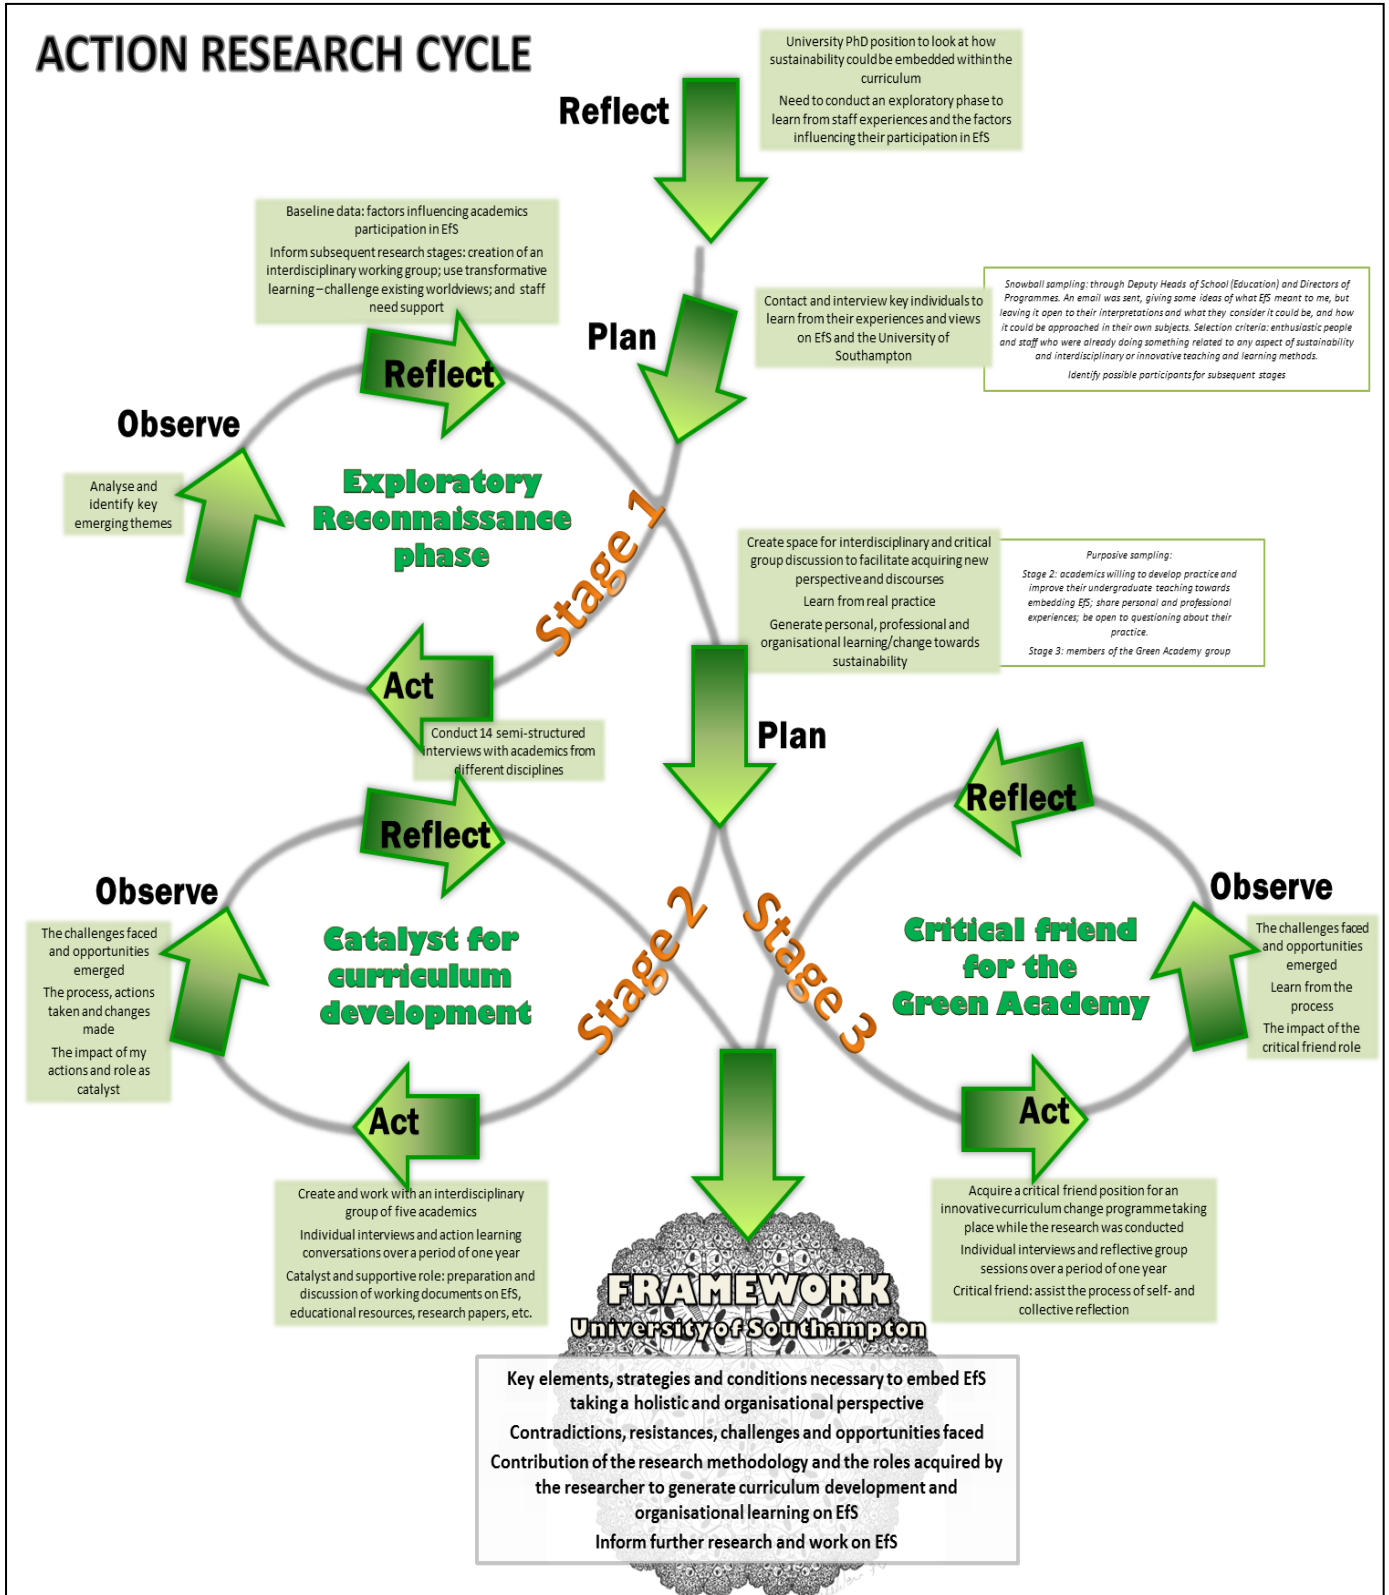 ACTION RESEARCH CYCLE
University PhD position to look at how
sustainability could be embedded within the
curriculum
Need to conduct an exploratory phase to
learn from staff experiences and the factors
influencing their participation in EfS
Reflect
Baseline data: factors influencing academics
participation in EfS
Inform subsequent research stages: creation of an
interdisciplinary working group; use transformative
learning – challenge existing worldviews; and staff
need support
Plan
Contact and interview key individuals to
learn from their experiences and views
on EfS and the University of
Southampton
Snowball sampling: through Deputy Heads of School (Education) and Directors of
Programmes. An email was sent, giving some ideas of what EfS meant to me, but
leaving it open to their interpretations and what they consider it could be, and how
it could be approached in their own subjects. Selection criteria: enthusiastic people
and staff who were already doing something related to any aspect of sustainability
and interdisciplinary or innovative teaching and learning methods.
Identify possible participants for subsequent stages
Reflect
Observe
Analyse and
identify key
emerging themes
Exploratory
Reconnaissance
phase
Stage 1
Act
Conduct 14 semi-structured
interviews with academics from
different disciplines
Create space for interdisciplinary and critical
group discussion to facilitate acquiring new
perspective and discourses
Learn from real practice
Generate personal, professional and
organisational learning/change towards
sustainability
Purposive sampling:
Stage 2: academics willing to develop practice and
improve their undergraduate teaching towards
embedding EfS; share personal and professional
experiences; be open to questioning about their
practice.
Stage 3: members of the Green Academy group
Plan
Reflect
Observe
The challenges faced
and opportunities
emerged
The process, actions
taken and changes
made
The impact of my
actions and role as
catalyst
Catalyst for
curriculum
development
Stage 2
Act
Create and work with an interdisciplinary
group of five academics
Individual interviews and action learning
conversations over a period of one year
Catalyst and supportive role: preparation and
discussion of working documents on EfS,
educational resources, research papers, etc.
Stage 3
Reflect
Observe
The challenges faced
and opportunities
emerged
Learn from the
process
The impact of the
critical friend role
Critical friend
for the
Green Academy
Act
Acquire a critical friend position for an
innovative curriculum change programme taking
place while the research was conducted
Individual interviews and reflective group
sessions over a period of one year
Critical friend: assist the process of self- and
collective reflection
FRAMEWORK
University of Southampton
Key elements, strategies and conditions necessary to embed EfS
taking a holistic and organisational perspective
Contradictions, resistances, challenges and opportunities faced
Contribution of the research methodology and the roles acquired by
the researcher to generate curriculum development and
organisational learning on EfS
Inform further research and work on EfS